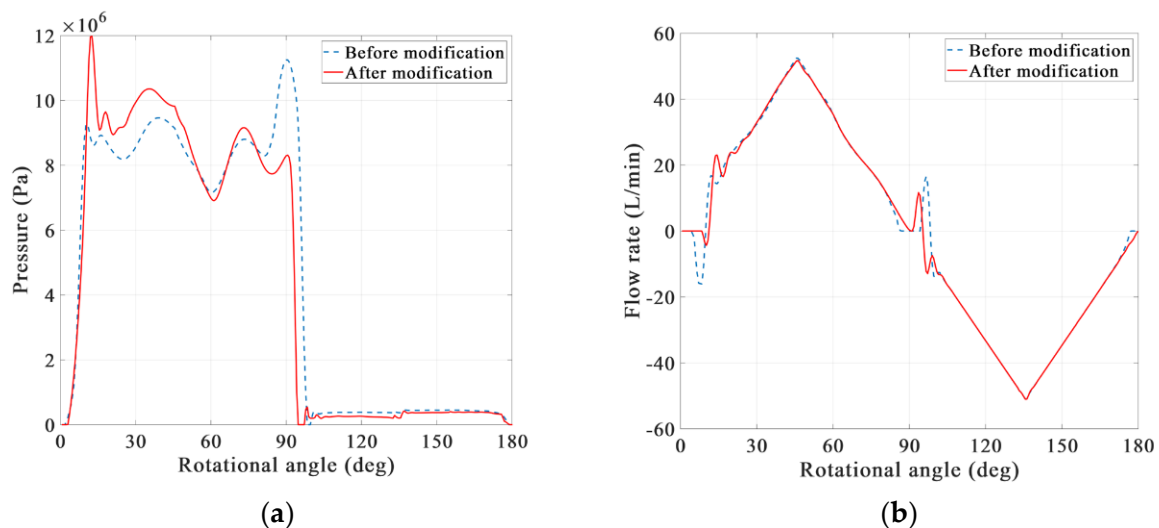 ×10⁶
12
10
8
6
4
2
0
Pressure (Pa)
Before modification
After modification
0 30 60 90 120 150 180
Rotational angle (deg)
(a)
60
40
20
0
-20
-40
-60
Flow rate (L/min)
Before modification
After modification
0 30 60 90 120 150 180
Rotational angle (deg)
(b)